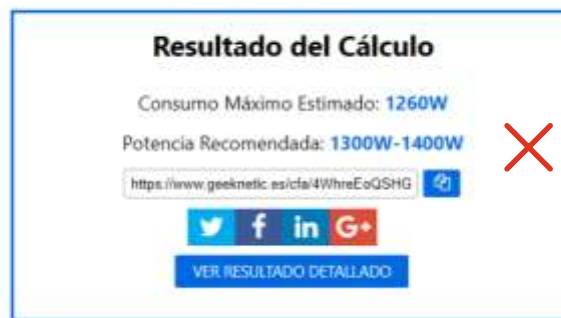 Resultado del Cálculo
Consumo Máximo Estimado: 1260W
Potencia Recomendada: 1300W-1400W
https://www.geeknetic.es/cfa/4WhreEoQSHG
f in G+
VER RESULTADO DETALLADO